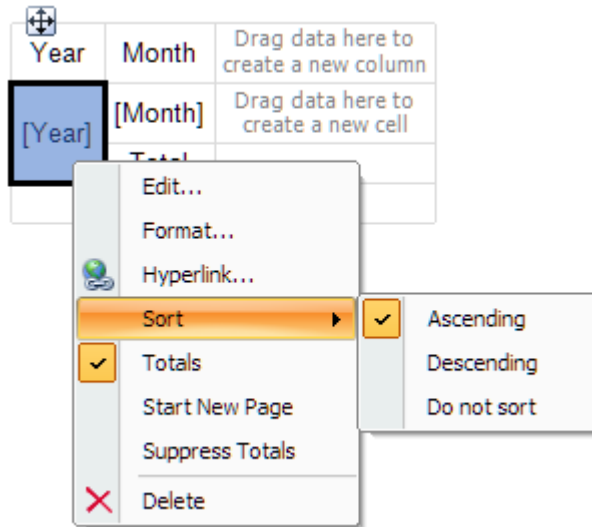 Year
Month
Drag data here to
create a new column
[Year]
[Month]
Drag data here to
create a new cell
Total
Edit...
Format...
Hyperlink...
Sort
Totals
Start New Page
Suppress Totals
Delete
Ascending
Descending
Do not sort